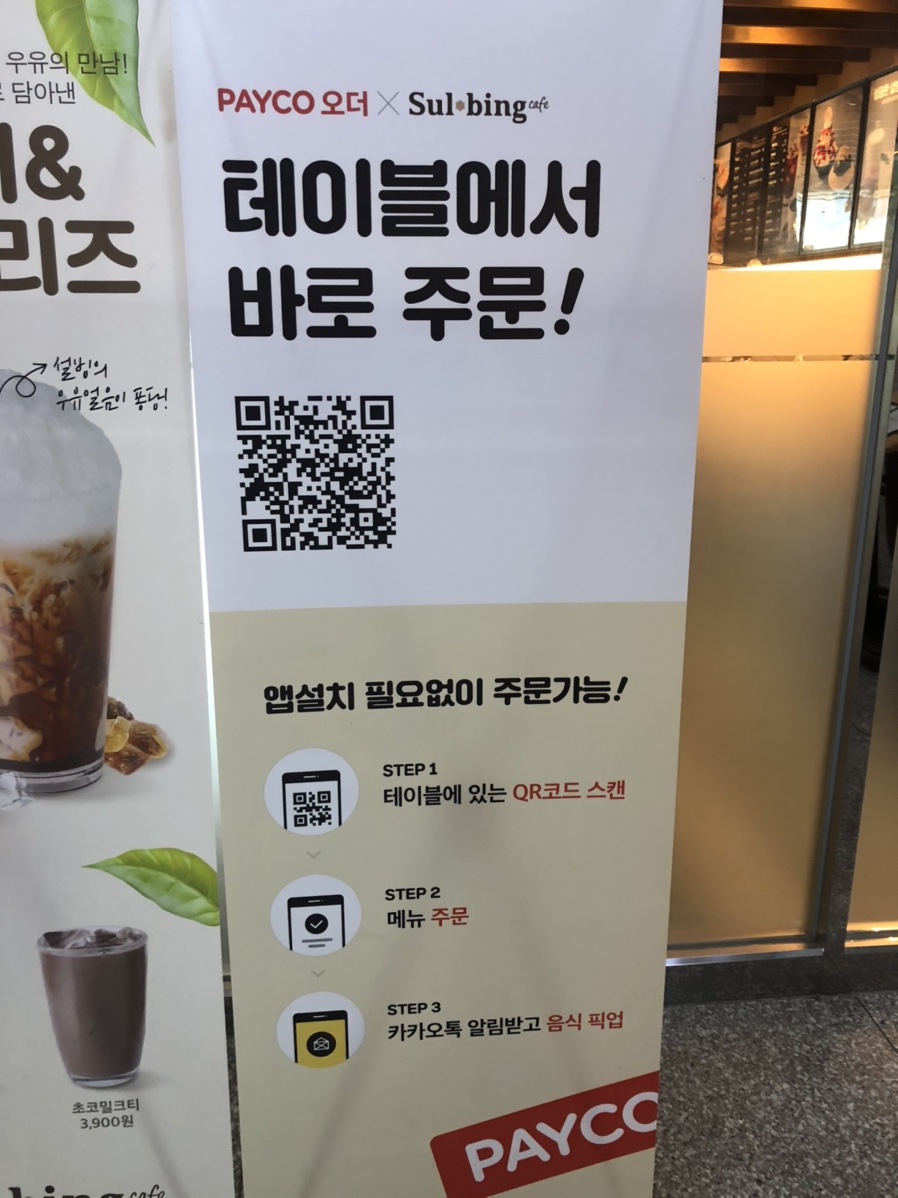 우유의 만남!
담아낸
&
리즈
설빙의
우유얼음이 퐁당!
초코밀크티
3,900원
bing cafe
PAYCO 오더 × Sulbing cafe
테이블에서
바로 주문!
앱설치 필요없이 주문가능!
STEP 1
테이블에 있는 QR코드 스캔
STEP 2
메뉴 주문
STEP 3
카카오톡 알림받고 음식 픽업
PAYCO